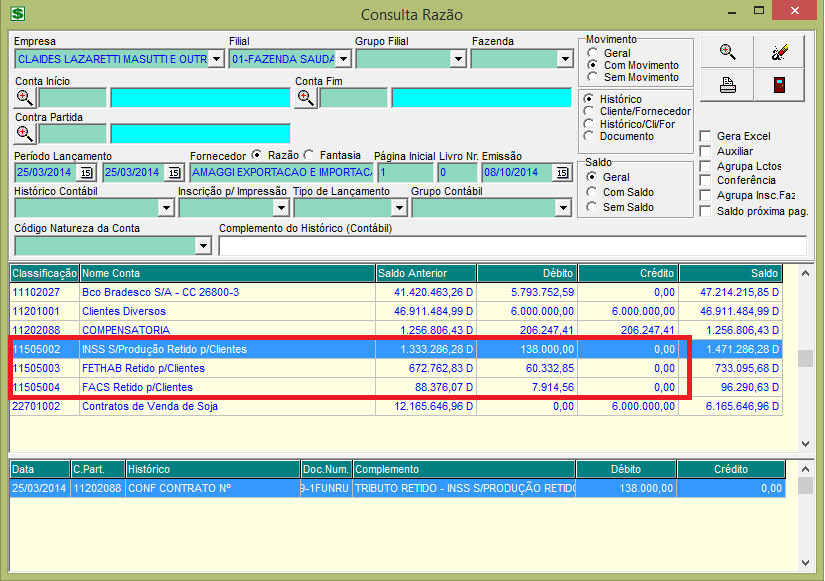 Consulta Razão
Empresa Filial Grupo Filial Fazenda
CLAIDES LAZARETTI MASUTTI E OUTR 01-FAZENDA SAUDA
Conta Início Conta Fim
Contra Partida
Período Lançamento Fornecedor Razão Fantasia Página Inicial Livro Nr. Emissão
25/03/2014 15 25/03/2014 15 AMAGGI EXPORTACAO E IMPORTAC 1 0 08/10/2014 15
Histórico Contábil Inscrição p/ Impressão Tipo de Lançamento Grupo Contábil
Código Natureza da Conta Complemento do Histórico (Contábil)
Movimento
Geral
Com Movimento
Sem Movimento
Histórico
Cliente/Fornecedor
Histórico/Cli/For
Documento
Saldo
Geral
Com Saldo
Sem Saldo
Gera Excel
Auxiliar
Agrupa Lctos
Conferência
Agrupa Insc.Faz
Saldo próxima pag.
Classificação Nome Conta Saldo Anterior Débito Crédito Saldo
11102027 Bco Bradesco S/A - CC 26800-3 41.420.463,26 D 5.793.752,59 0,00 47.214.215,85 D
11201001 Clientes Diversos 46.911.484,99 D 6.000.000,00 6.000.000,00 46.911.484,99 D
11202088 COMPENSATORIA 1.256.806,43 D 206.247,41 206.247,41 1.256.806,43 D
11505002 INSS S/Produção Retido p/Clientes 1.333.286,28 D 138.000,00 0,00 1.471.286,28 D
11505003 FETHAB Retido p/Clientes 672.762,83 D 60.332,85 0,00 733.095,68 D
11505004 FACS Retido p/Clientes 88.376,07 D 7.914,56 0,00 96.290,63 D
22701002 Contratos de Venda de Soja 12.165.646,96 D 0,00 6.000.000,00 6.165.646,96 D
Data C.Part. Histórico Doc.Num. Complemento Débito Crédito
25/03/2014 11202088 CONF CONTRATO Nº 9-1FUNRU TRIBUTO RETIDO - INSS S/PRODUÇÃO RETIDO 138.000,00 0,00